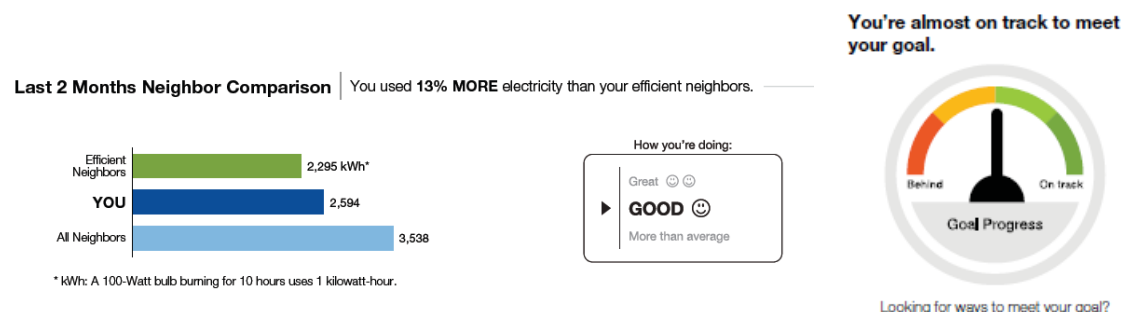 You're almost on track to meet
your goal.
Last 2 Months Neighbor Comparison
You used 13% MORE electricity than your efficient neighbors.
Efficient
Neighbors
2,295 kWh*
YOU
2,594
All Neighbors
3,538
* kWh: A 100-Watt bulb burning for 10 hours uses 1 kilowatt-hour.
How you're doing:
Great
GOOD
More than average
Behind
On track
Goal Progress
Looking for ways to meet your goal?